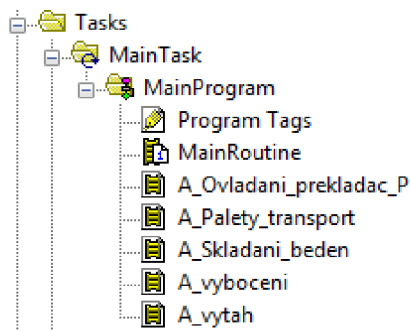 Tasks
MainTask
MainProgram
Program Tags
MainRoutine
A_Ovladani_prekladac_P
A_Palety_transport
A_Skladani_beden
A_vyboceni
A_vytah